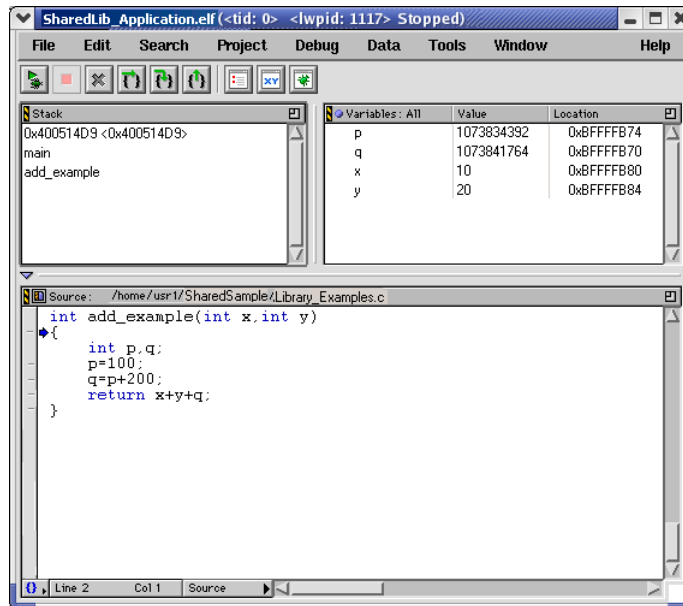 SharedLib_Application.elf (<tid: 0> <lwpid: 1117> Stopped)
File Edit Search Project Debug Data Tools Window Help
Stack
0x400514D9 <0x400514D9>
main
add_example
Variables: All Value Location
p 1073834392 0xBFFFFB74
q 1073841764 0xBFFFFB70
x 10 0xBFFFFB80
y 20 0xBFFFFB84
Source: /home/usr1/SharedSample/Library_Examples.c
int add_example(int x,int y)
{
int p,q;
p=100;
q=p+200;
return x+y+q;
}
{} Line 2 Col 1 Source